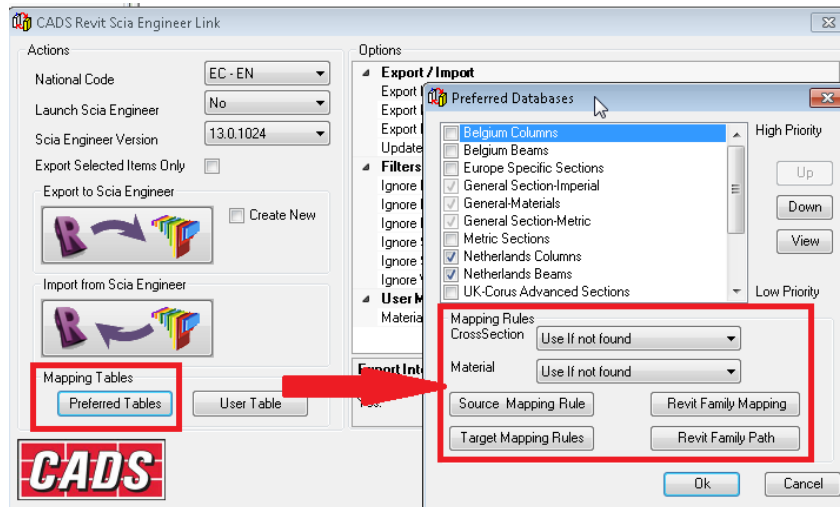 CADS Revit Scia Engineer Link
Actions
National Code
EC - EN
Launch Scia Engineer
No
Scia Engineer Version
13.0.1024
Export Selected Items Only
Export to Scia Engineer
Create New
Import from Scia Engineer
Mapping Tables
Preferred Tables
User Table
CADS
Options
Export / Import
Export
Export
Export
Update
Filters
Ignore
Ignore
Ignore
Ignore
Ignore
Ignore
User M
Materia
Export Int
Preferred Databases
Belgium Columns
Belgium Beams
Europe Specific Sections
General Section-Imperial
General-Materials
General Section-Metric
Metric Sections
Netherlands Columns
Netherlands Beams
UK-Corus Advanced Sections
High Priority
Up
Down
View
Low Priority
Mapping Rules
CrossSection
Use If not found
Material
Use If not found
Source Mapping Rule
Revit Family Mapping
Target Mapping Rules
Revit Family Path
Ok
Cancel